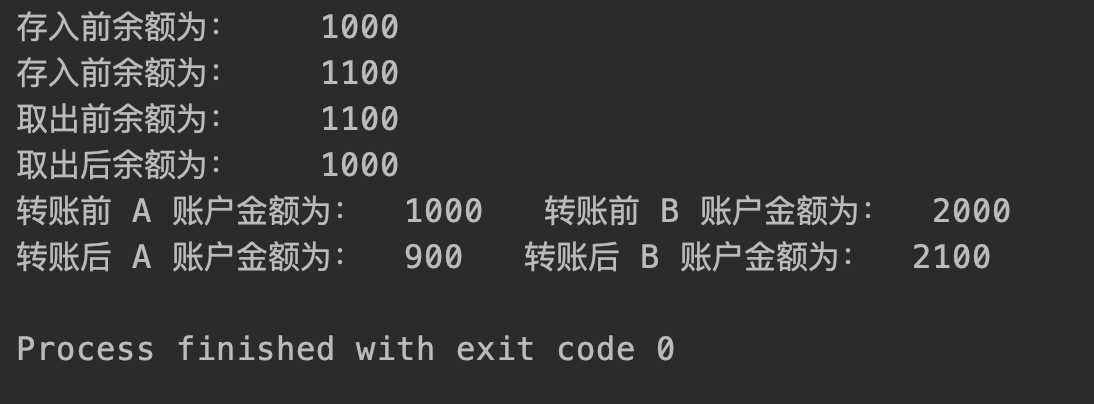 存入前余额为： 1000
存入前余额为： 1100
取出前余额为： 1100
取出后余额为： 1000
转账前 A 账户金额为： 1000 转账前 B 账户金额为： 2000
转账后 A 账户金额为： 900 转账后 B 账户金额为： 2100
Process finished with exit code 0